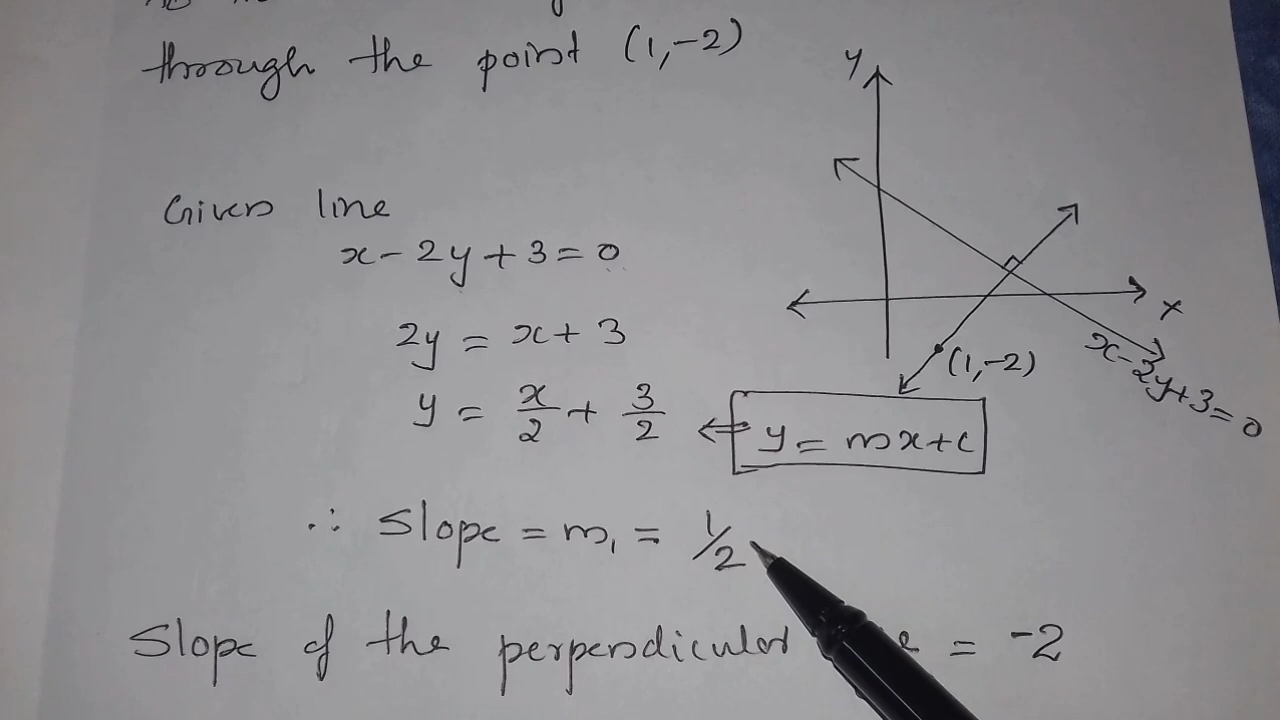 through the point (1,-2)
y
Given line
x - 2y + 3 = 0
2y = x + 3
x
(1,-2)
x-2y+3=0
y = x/2 + 3/2 ⇐ y = mx+c
∴ Slope = m₁ = 1/2
Slope of the perpendicular = -2